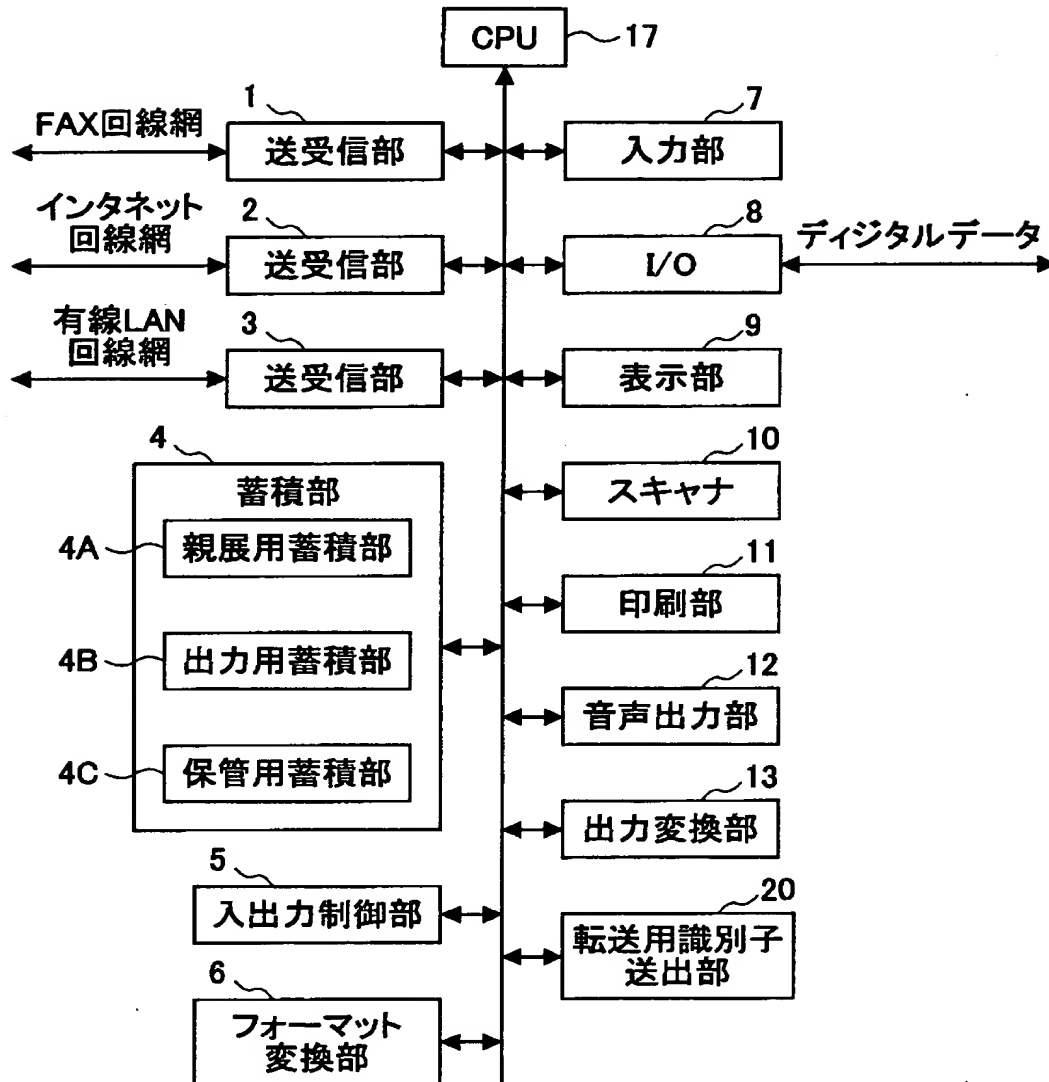 CPU
17
1
7
FAX回線網
送受信部
入力部
インタネット
回線網
2
送受信部
8
I/O
ディジタルデータ
有線LAN
回線網
3
送受信部
9
表示部
4
蓄積部
10
スキャナ
4A
親展用蓄積部
11
印刷部
4B
出力用蓄積部
12
音声出力部
4C
保管用蓄積部
13
出力変換部
5
入出力制御部
20
転送用識別子
送出部
6
フォーマット
変換部